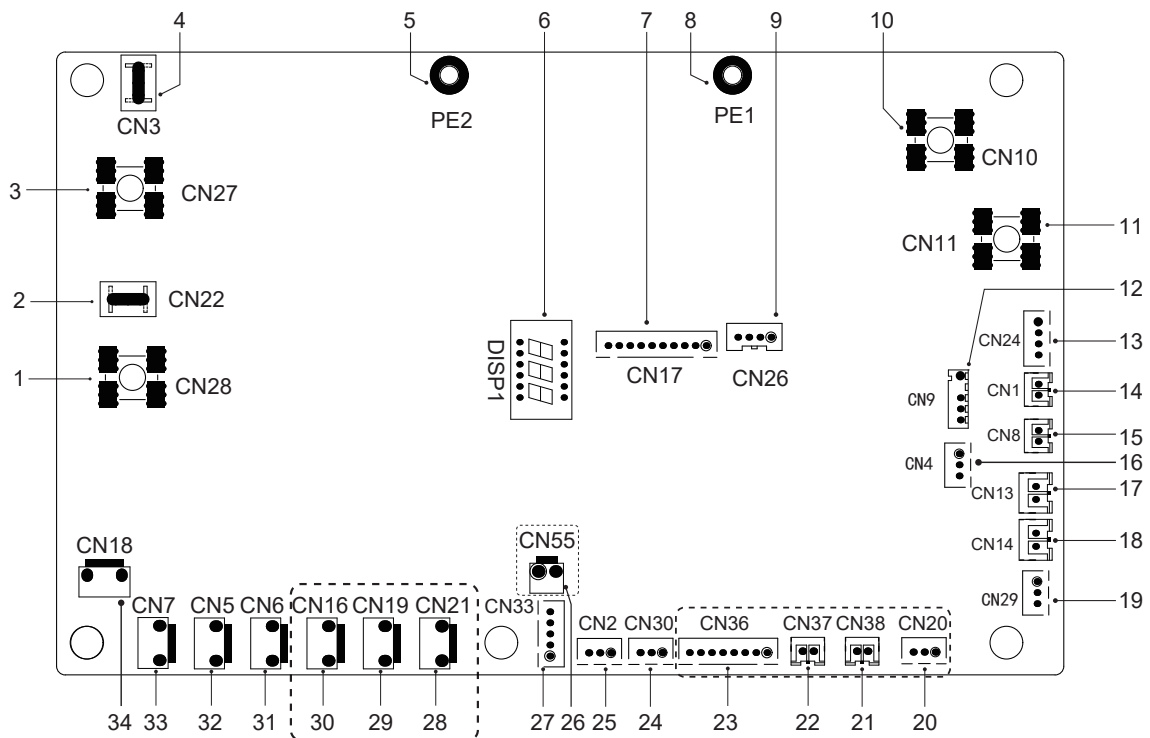 4 5 6 7 8 9 10
CN3
PE2
PE1
CN10
3
CN27
CN11
11
12
2
CN22
CN24
13
DISP1
CN17
CN26
1
CN28
CN9
CN1
14
CN8
15
CN4
16
CN13
17
CN18
CN55
CN14
18
CN7 CN5 CN6 CN16 CN19 CN21 CN33 CN2 CN30 CN36 CN37 CN38 CN20
CN29
19
34 33 32 31 30 29 28 27 26 25 24 23 22 21 20